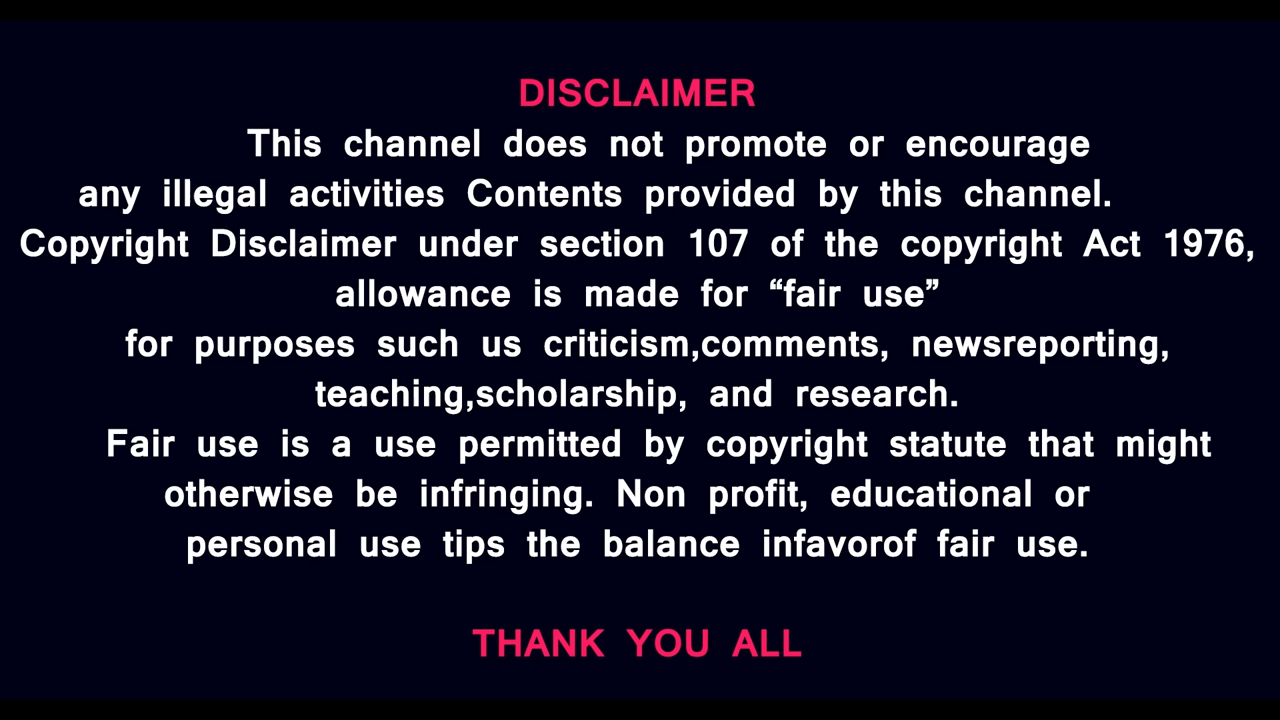 DISCLAIMER
This channel does not promote or encourage
any illegal activities Contents provided by this channel.
Copyright Disclaimer under section 107 of the copyright Act 1976,
allowance is made for “fair use”
for purposes such us criticism,comments, newsreporting,
teaching,scholarship, and research.
Fair use is a use permitted by copyright statute that might
otherwise be infringing. Non profit, educational or
personal use tips the balance infavorof fair use.
THANK YOU ALL